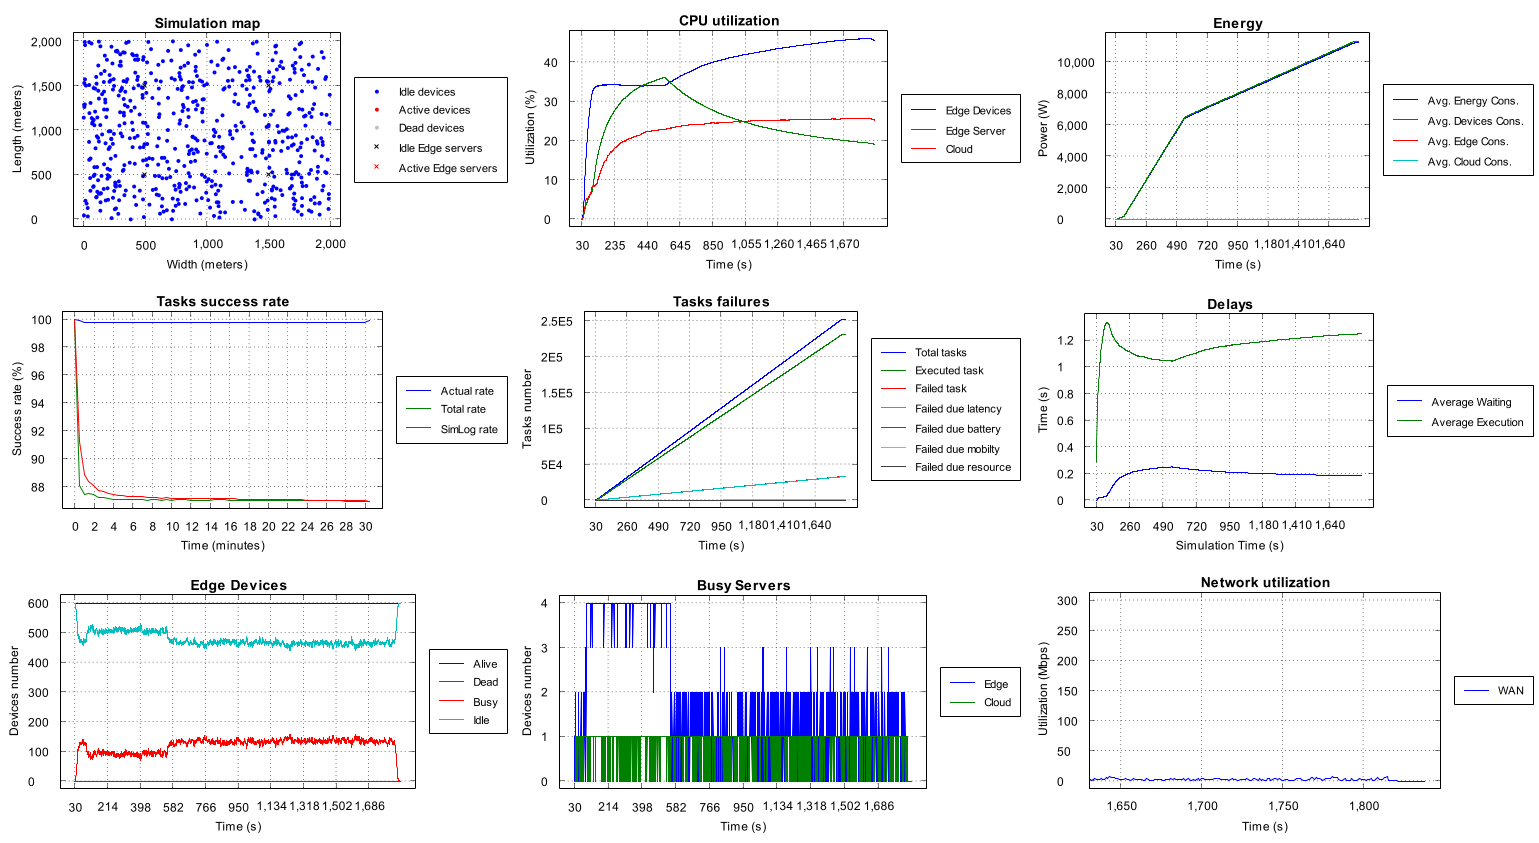 Simulation map
Length (meters)
2,000
1,500
1,000
500
0
0 500 1,000 1,500 2,000
Width (meters)
Idle devices
Active devices
Dead devices
Idle Edge servers
Active Edge servers
CPU utilization
Utilization (%)
40
30
20
10
0
30 235 440 645 850 1,055 1,260 1,465 1,670
Time (s)
Edge Devices
Edge Server
Cloud
Energy
Power (W)
10,000
8,000
6,000
4,000
2,000
0
30 260 490 720 950 1,180 1,410 1,640
Time (s)
Avg. Energy Cons.
Avg. Devices Cons.
Avg. Edge Cons.
Avg. Cloud Cons.
Tasks success rate
Success rate (%)
100
98
96
94
92
90
88
0 2 4 6 8 10 12 14 16 18 20 22 24 26 28 30
Time (minutes)
Actual rate
Total rate
SimLog rate
Tasks failures
Tasks number
2.5E5
2E5
1.5E5
1E5
5E4
0
30 260 490 720 950 1,180 1,410 1,640
Time (s)
Total tasks
Executed task
Failed task
Failed due latency
Failed due battery
Failed due mobilty
Failed due resource
Delays
Time (s)
1.2
1
0.8
0.6
0.4
0.2
0
30 260 490 720 950 1,180 1,410 1,640
Simulation Time (s)
Average Waiting
Average Execution
Edge Devices
Devices number
600
500
400
300
200
100
0
30 214 398 582 766 950 1,134 1,318 1,502 1,686
Time (s)
Alive
Dead
Busy
Idle
Busy Servers
Devices number
4
3
2
1
0
30 214 398 582 766 950 1,134 1,318 1,502 1,686
Time (s)
Edge
Cloud
Network utilization
Utilization (Mbps)
300
250
200
150
100
50
0
1,650 1,700 1,750 1,800
Time (s)
WAN